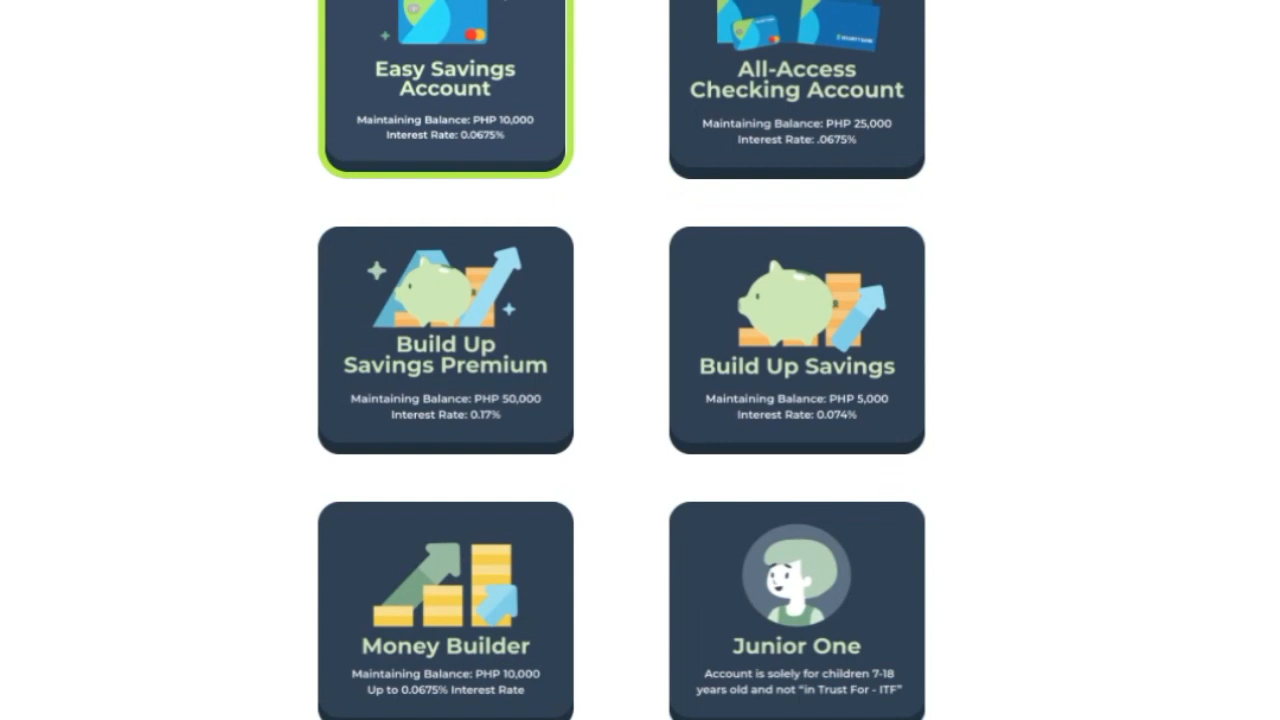 Easy Savings
Account
Maintaining Balance: PHP 10,000
Interest Rate: 0.0675%
All-Access
Checking Account
Maintaining Balance: PHP 25,000
Interest Rate: .0675%
Build Up
Savings Premium
Maintaining Balance: PHP 50,000
Interest Rate: 0.17%
Build Up Savings
Maintaining Balance: PHP 5,000
Interest Rate: 0.074%
Money Builder
Maintaining Balance: PHP 10,000
Up to 0.0675% Interest Rate
Junior One
Account is solely for children 7-18
years old and not “in Trust For - ITF”